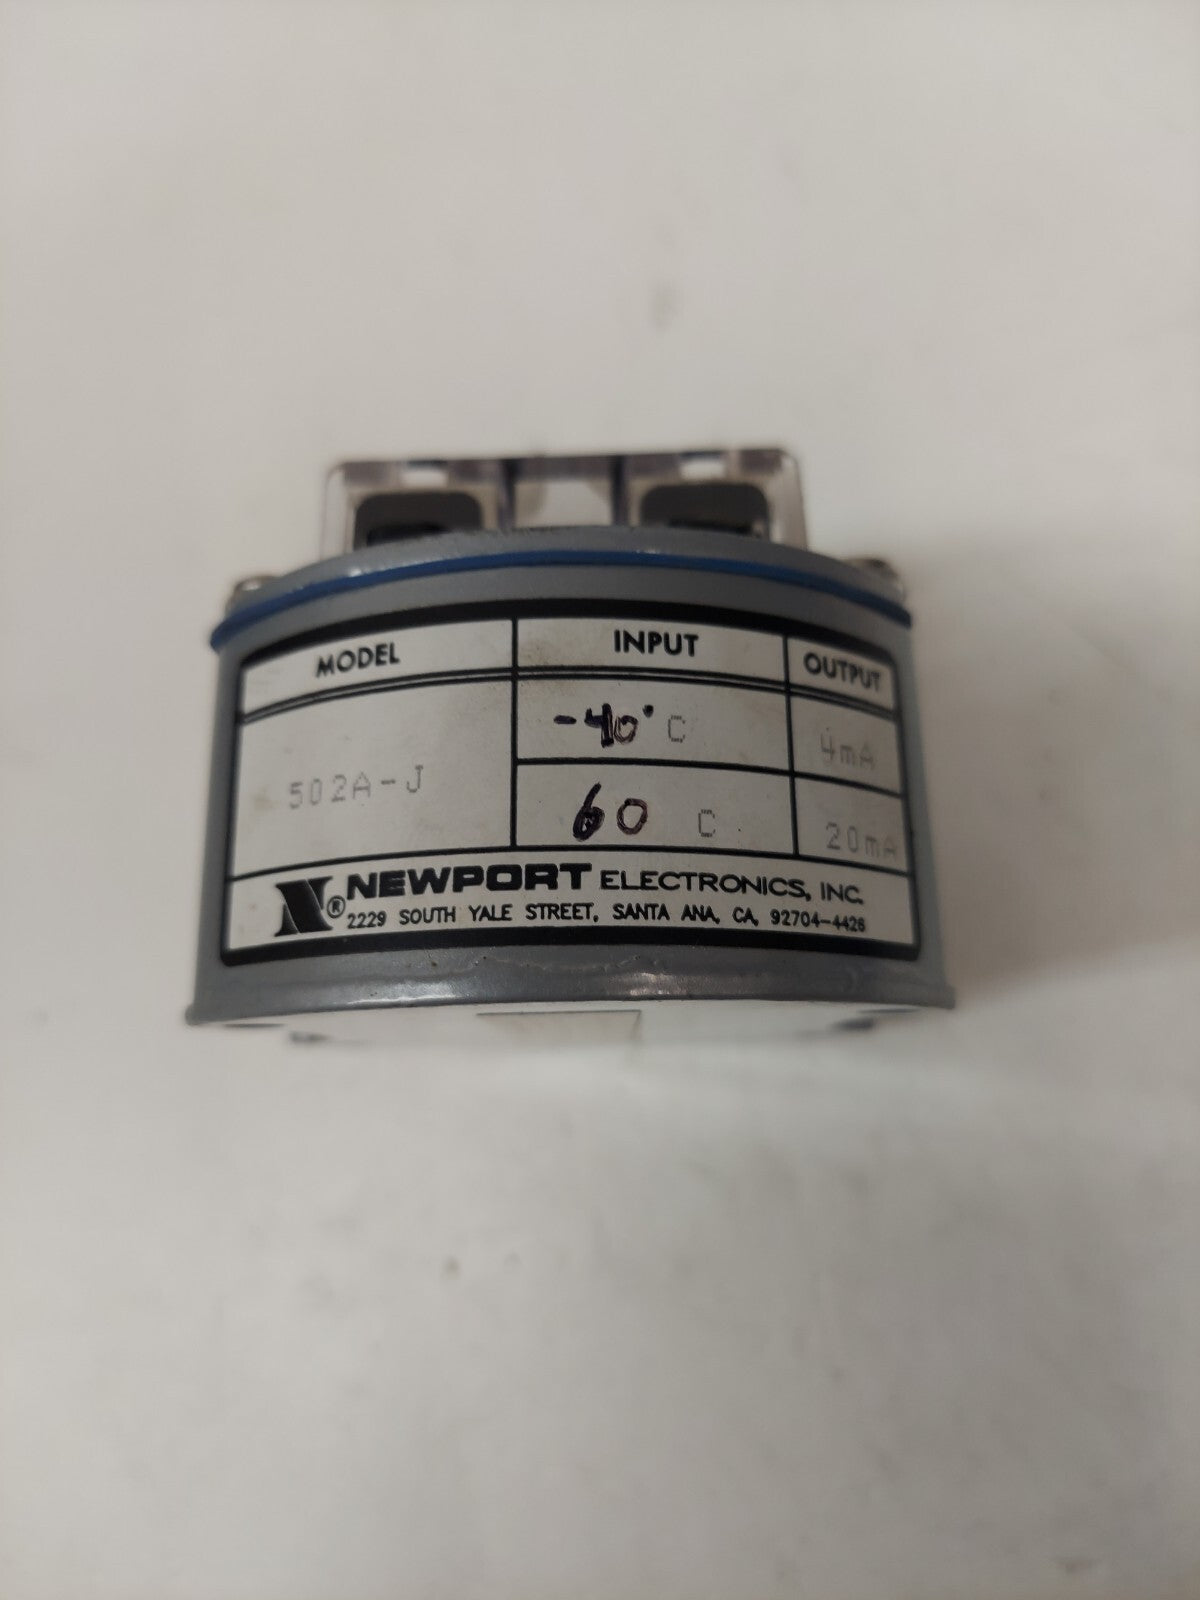 MODEL INPUT OUTPUT
-40° C 4mA
502A-J
60 C 20mA
N® NEWPORT ELECTRONICS, INC.
2229 SOUTH YALE STREET, SANTA ANA, CA, 92704-4426